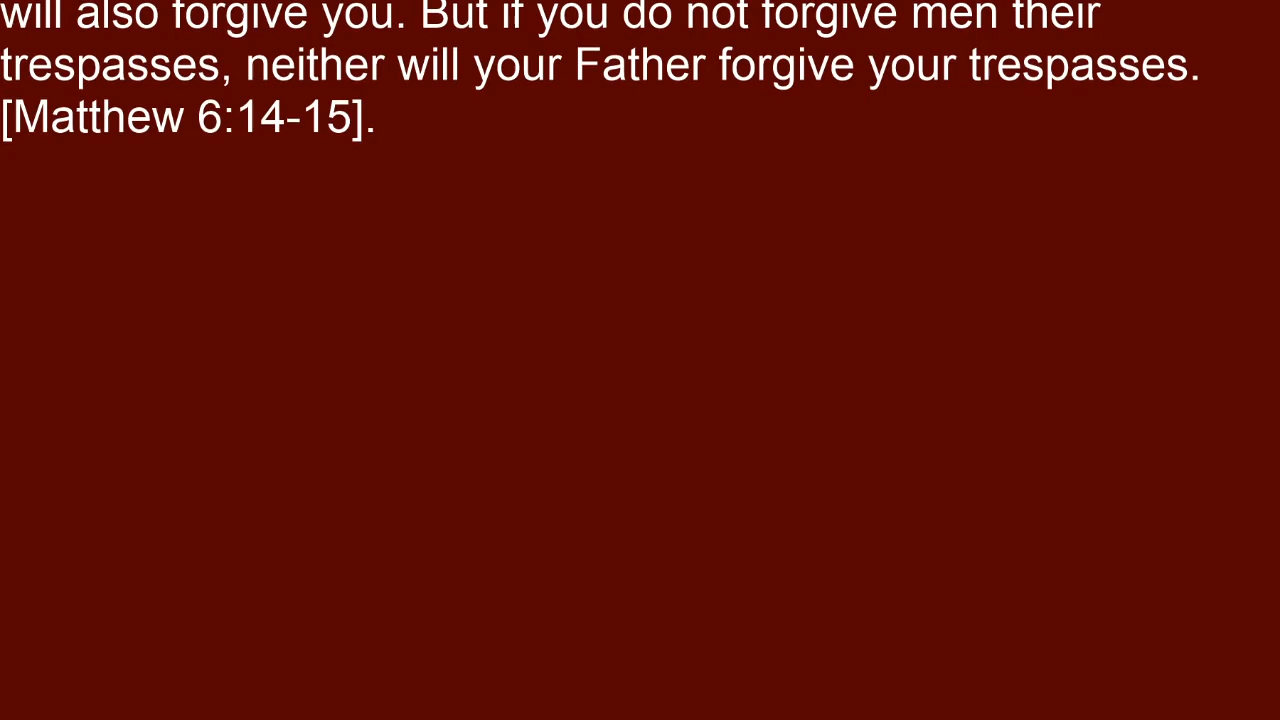 will also forgive you. But if you do not forgive men their
trespasses, neither will your Father forgive your trespasses.
[Matthew 6:14-15].